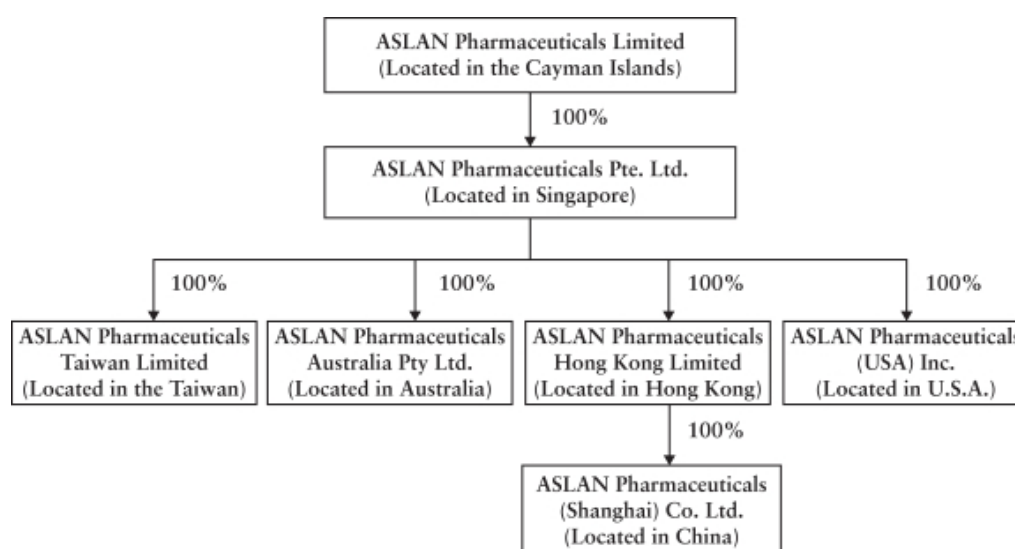 ASLAN Pharmaceuticals Limited
(Located in the Cayman Islands)
100%
ASLAN Pharmaceuticals Pte. Ltd.
(Located in Singapore)
100%
100%
100%
100%
ASLAN Pharmaceuticals
Taiwan Limited
(Located in the Taiwan)
ASLAN Pharmaceuticals
Australia Pty Ltd.
(Located in Australia)
ASLAN Pharmaceuticals
Hong Kong Limited
(Located in Hong Kong)
ASLAN Pharmaceuticals
(USA) Inc.
(Located in U.S.A.)
100%
ASLAN Pharmaceuticals
(Shanghai) Co. Ltd.
(Located in China)